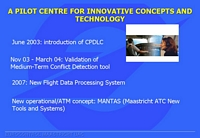 A PILOT CENTRE FOR INNOVATIVE CONCEPTS AND
TECHNOLOGY
June 2003: introduction of CPDLC
Nov 03 - March 04: Validation of
Medium-Term Conflict Detection tool
2007: New Flight Data Processing System
New operational/ATM concept: MANTAS (Maastricht ATC New
Tools and Systems)